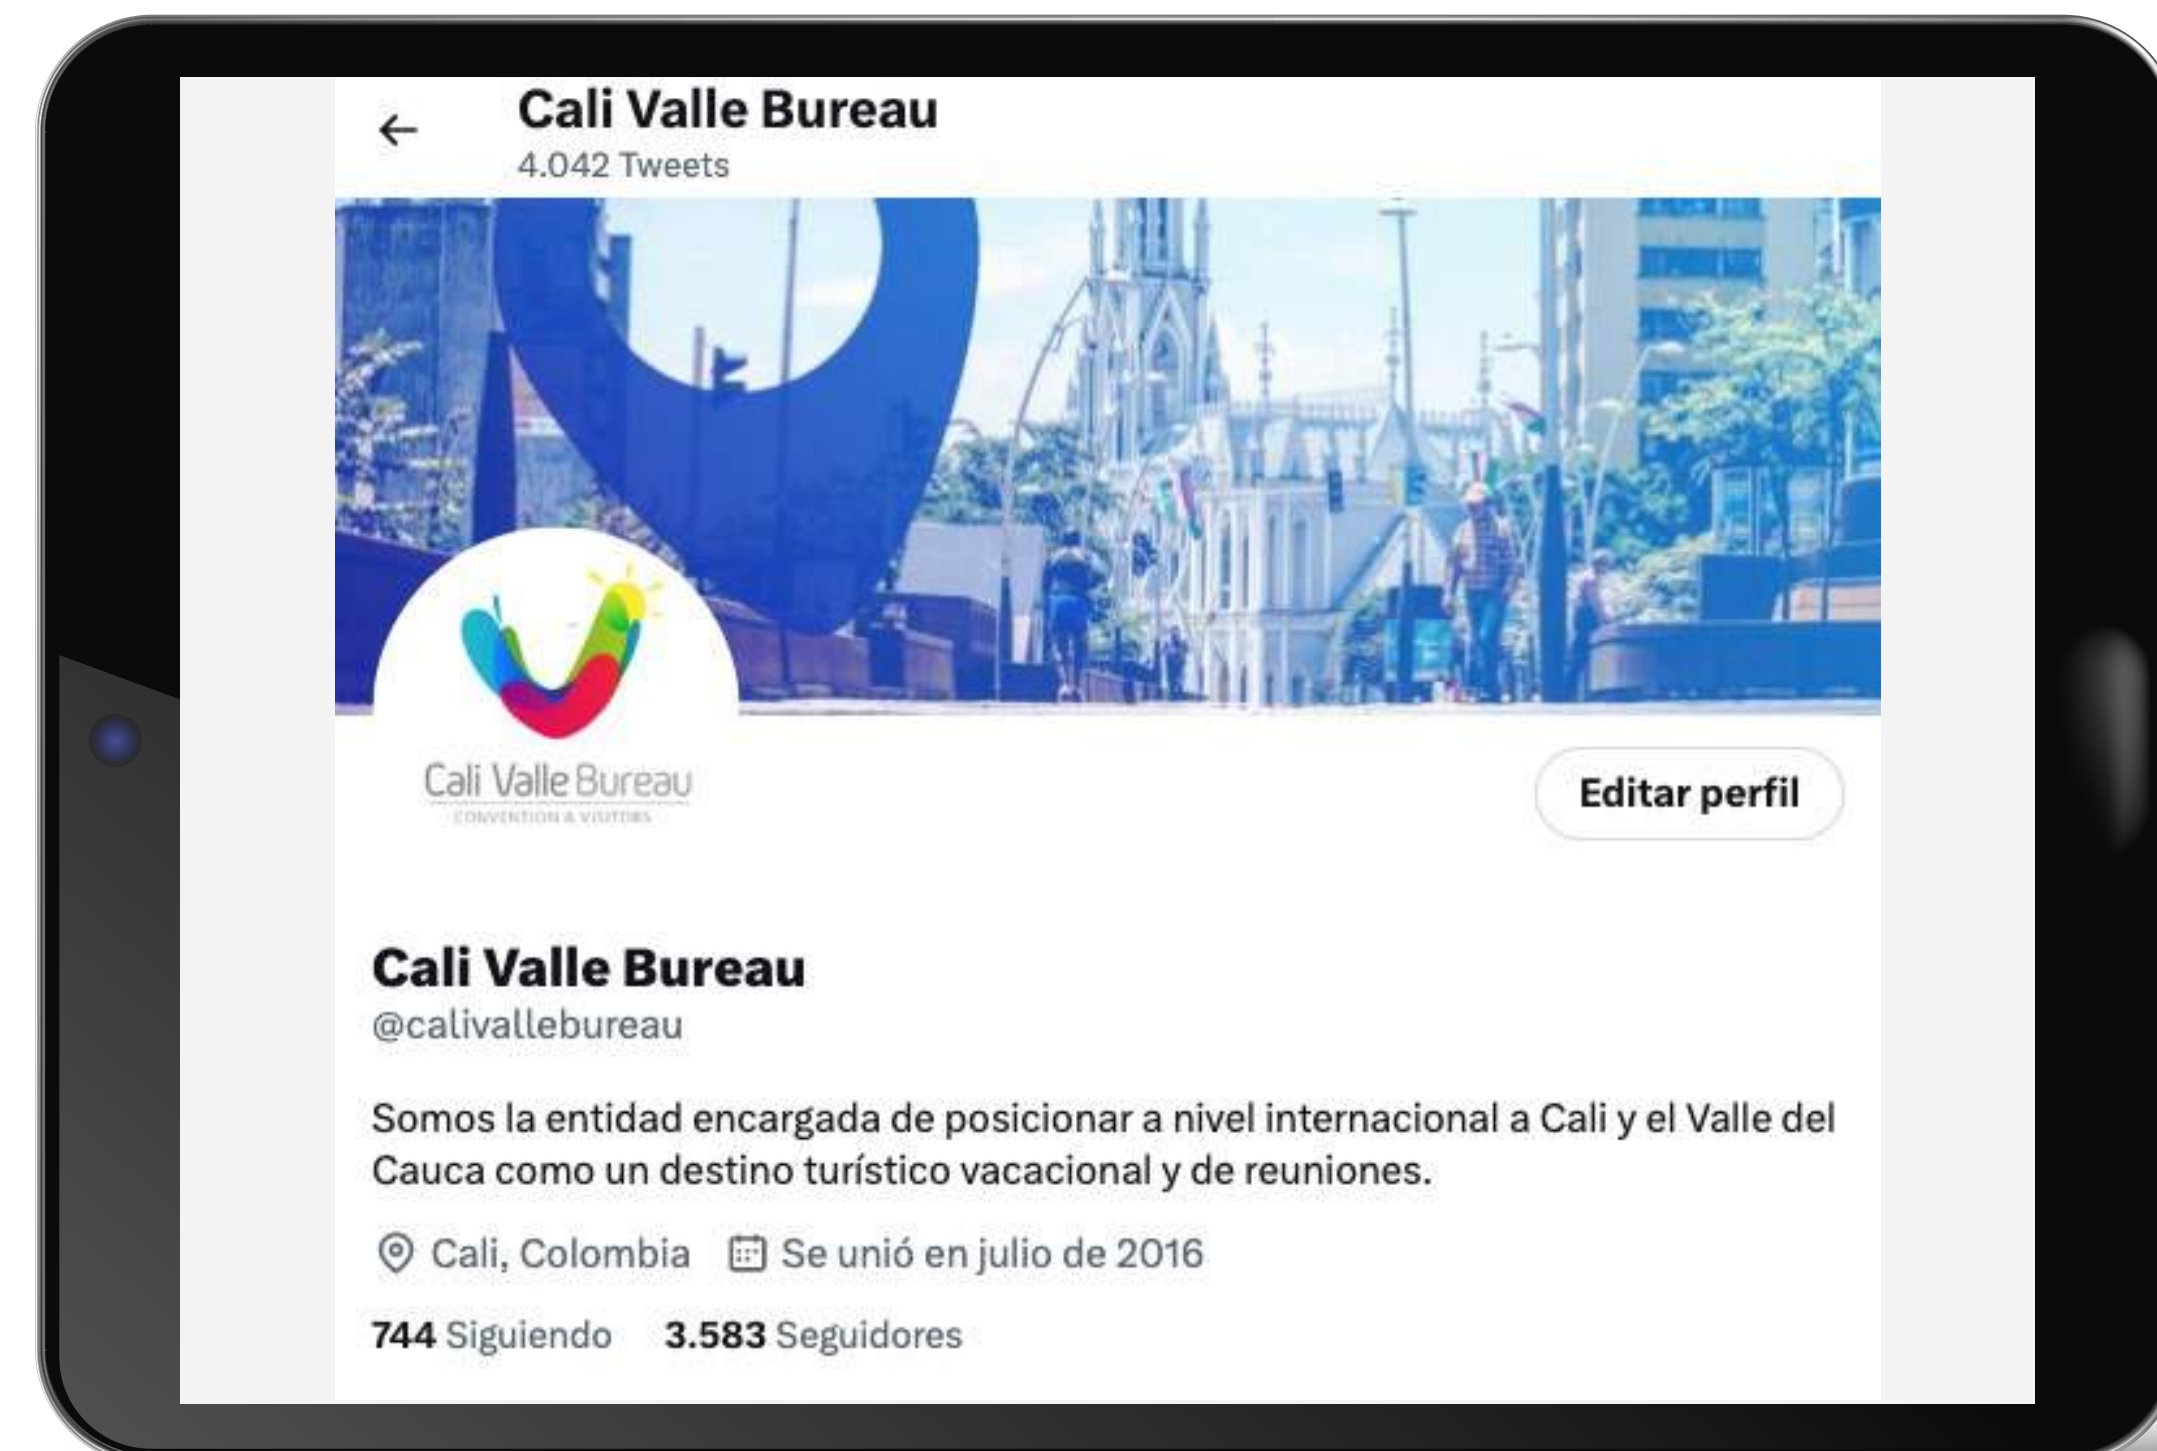 Cali Valle Bureau
4.042 Tweets
Cali Valle Bureau
CONVENTION & VISITORS
Editar perfil
Cali Valle Bureau
@calivallebureau
Somos la entidad encargada de posicionar a nivel internacional a Cali y el Valle del
Cauca como un destino turístico vacacional y de reuniones.
Cali, Colombia Se unió en julio de 2016
744 Siguiendo 3.583 Seguidores